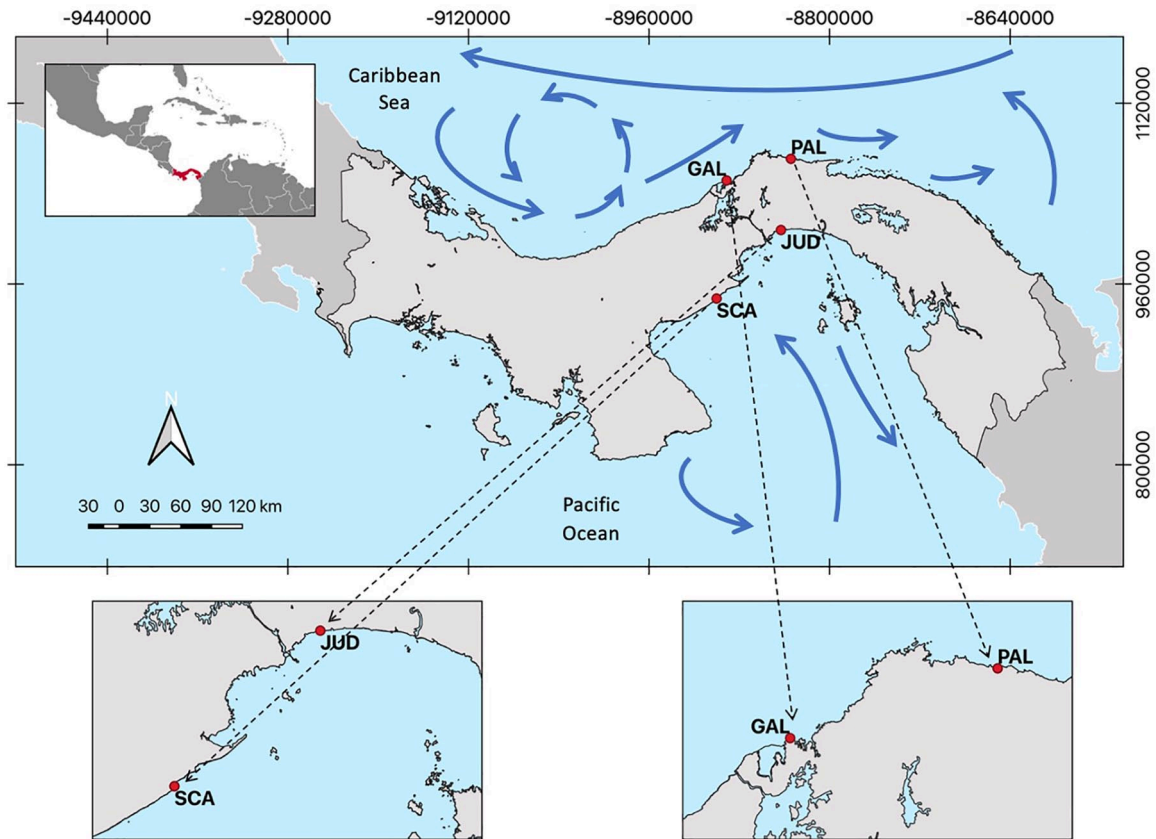 -9440000 -9280000 -9120000 -8960000 -8800000 -8640000
Caribbean
Sea
1120000
PAL
GAL
JUD
960000
SCA
N
800000
30 0 30 60 90 120 km
Pacific
Ocean
JUD
SCA
PAL
GAL